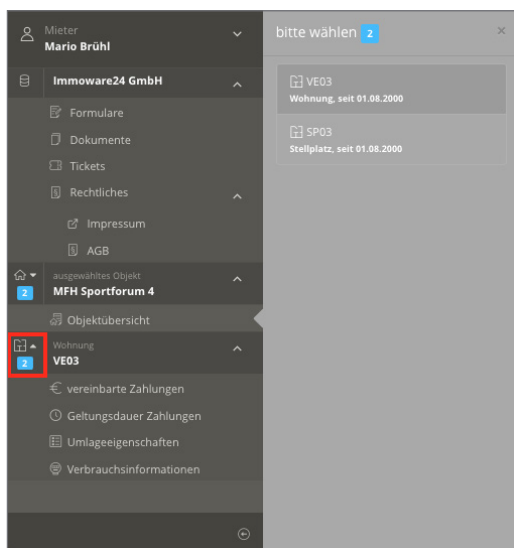 Mieter
Mario Brühl
Immoware24 GmbH
Formulare
Dokumente
Tickets
Rechtliches
Impressum
AGB
ausgewähltes Objekt
2
MFH Sportforum 4
Objektübersicht
Wohnung
2
VE03
€ vereinbarte Zahlungen
Geltungsdauer Zahlungen
Umlageeigenschaften
Verbrauchsinformationen
bitte wählen 2 ×
VE03
Wohnung, seit 01.08.2000
SP03
Stellplatz, seit 01.08.2000